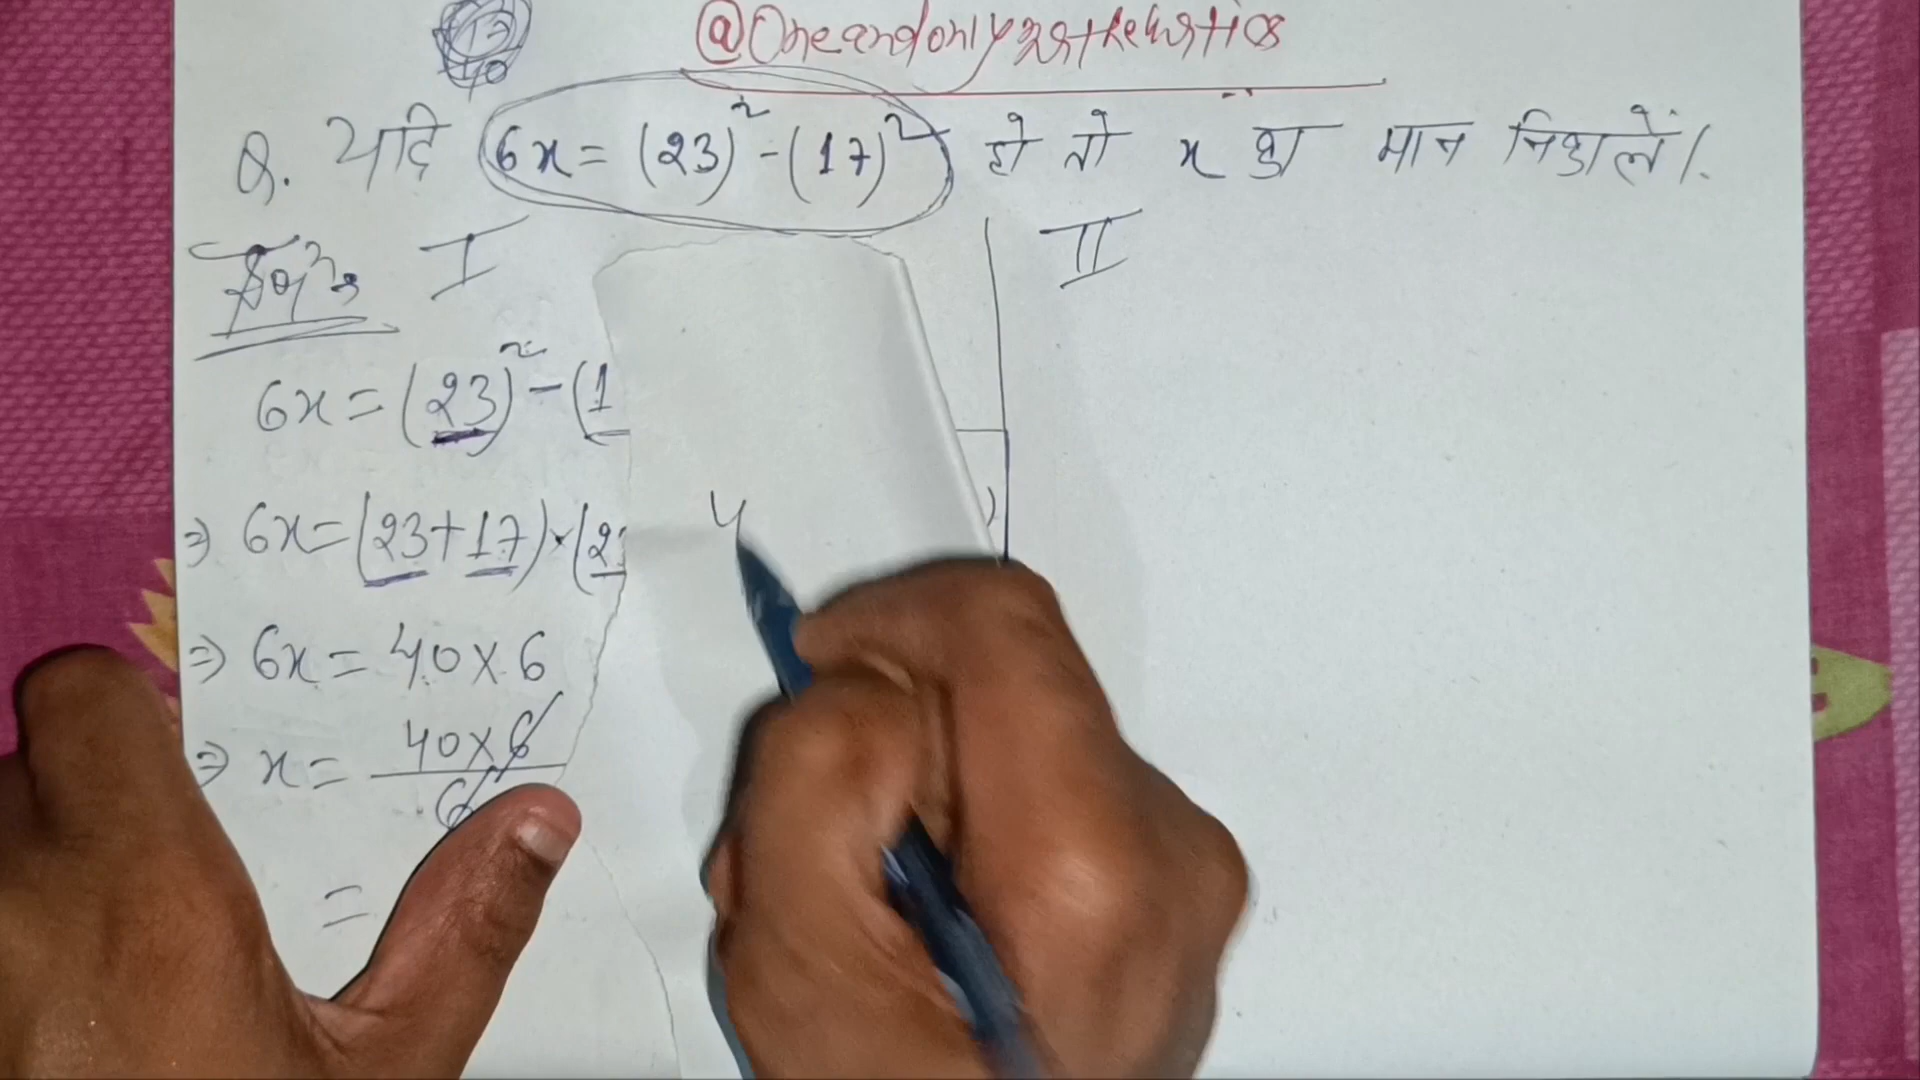 Q. यदि 6x = (23)² - (17)² हो तो x का मान निकालें।
I
II
6x = (23)² - (1
⇒ 6x = (23+17)×(2
)
⇒ 6x = 40×6
⇒ x = 40×6
6
=
4